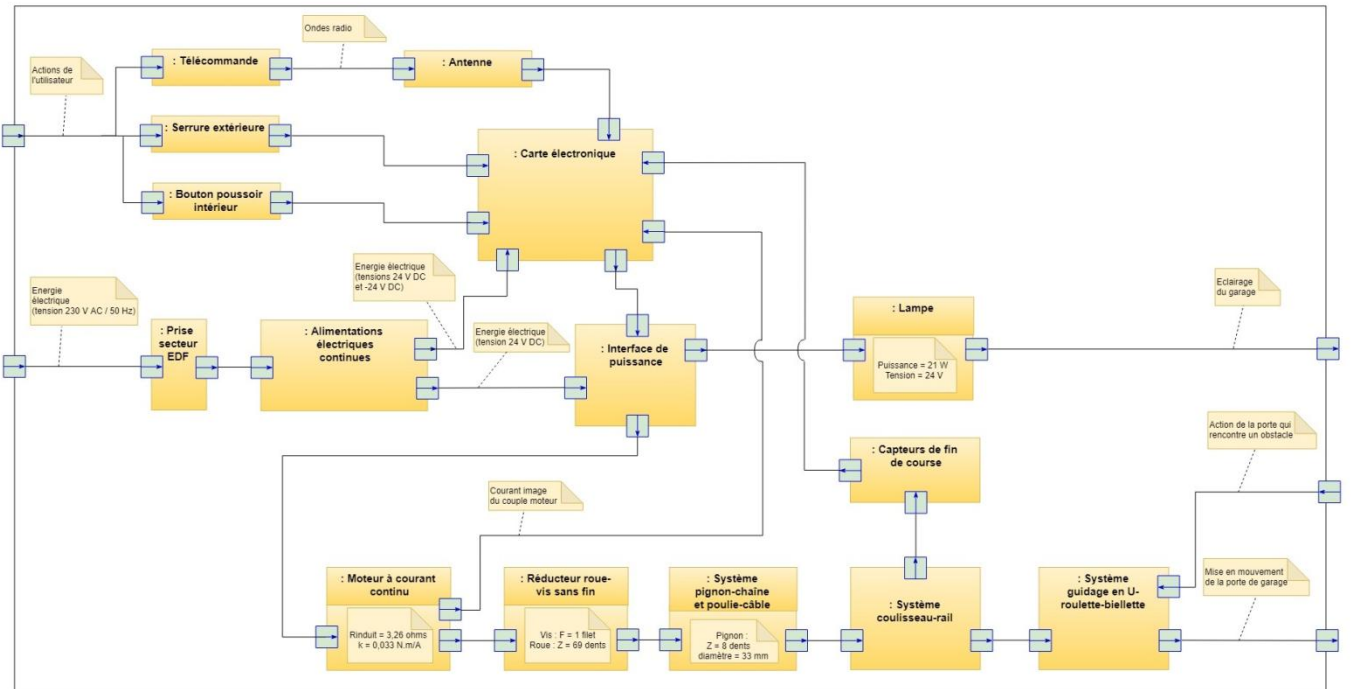 Ondes radio
Actions de
l'utilisateur
: Télécommande
: Antenne
: Serrure extérieure
: Carte électronique
: Bouton poussoir
intérieur
Energie électrique
(tensions 24 V DC
et -24 V DC)
Energie
électrique
(tension 230 V AC / 50 Hz)
Eclairage
du garage
: Prise
secteur
EDF
: Alimentations
électriques
continues
Energie électrique
(tension 24 V DC)
: Interface de
puissance
: Lampe
Puissance = 21 W
Tension = 24 V
Action de la porte qui
rencontre un obstacle
: Capteurs de fin
de course
Courant image
du couple moteur
Mise en mouvement
de la porte de garage
: Moteur à courant
continu
Rinduit = 3,26 ohms
k = 0,033 N.m/A
: Réducteur roue-
vis sans fin
Vis : F = 1 filet
Roue : Z = 69 dents
: Système
pignon-chaîne
et poulie-câble
Pignon :
Z = 8 dents
diamètre = 33 mm
: Système
coulisseau-rail
: Système
guidage en U-
roulette-biellette